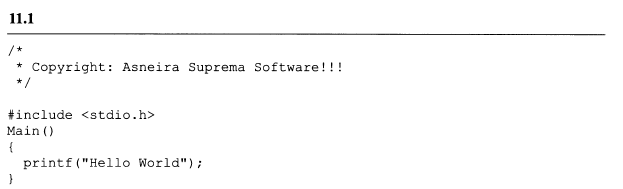 11.1
/*
 * Copyright: Asneira Suprema Software!!!
 */
#include <stdio.h>
Main()
{
  printf("Hello World");
}